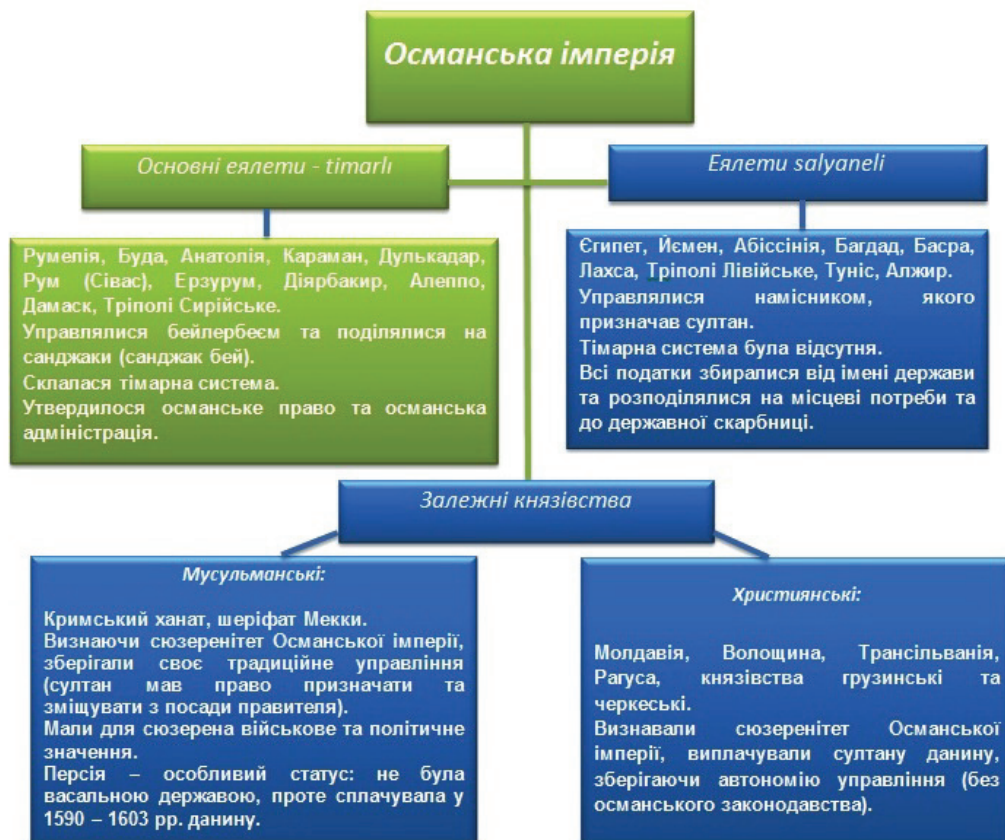 Османська імперія
Основні еялети - timarlı
Еялети salyaneli
Румелія, Буда, Анатолія, Караман, Дулькадар,
Рум (Сівас), Ерзурум, Діярбакир, Алеппо,
Дамаск, Тріполі Сирійське.
Управлялися бейлербеєм та поділялися на
санджаки (санджак бей).
Склалася тімарна система.
Утвердилося османське право та османська
адміністрація.
Єгипет, Йємен, Абіссінія, Багдад, Басра,
Лахса, Тріполі Лівійське, Туніс, Алжир.
Управлялися намісником, якого
призначав султан.
Тімарна система була відсутня.
Всі податки збиралися від імені держави
та розподілялися на місцеві потреби та
до державної скарбниці.
Залежні князівства
Мусульманські:
Кримський ханат, шеріфат Мекки.
Визнаючи сюзеренітет Османської імперії,
зберігали своє традиційне управління
(султан мав право призначати та
зміщувати з посади правителя).
Мали для сюзерена військове та політичне
значення.
Персія – особливий статус: не була
васальною державою, проте сплачувала у
1590 – 1603 рр. данину.
Християнські:
Молдавія, Волощина, Трансільванія,
Рагуса, князівства грузинські та
черкеські.
Визнавали сюзеренітет Османської
імперії, виплачували султану данину,
зберігаючи автономію управління (без
османського законодавства).